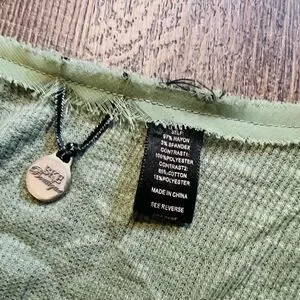 SELF:
97% RAYON
3% SPANDEX
CONTRAST1:
100%POLYESTER
CONTRAST2:
85%COTTON
15%POLYESTER
MADE IN CHINA
SEE REVERSE